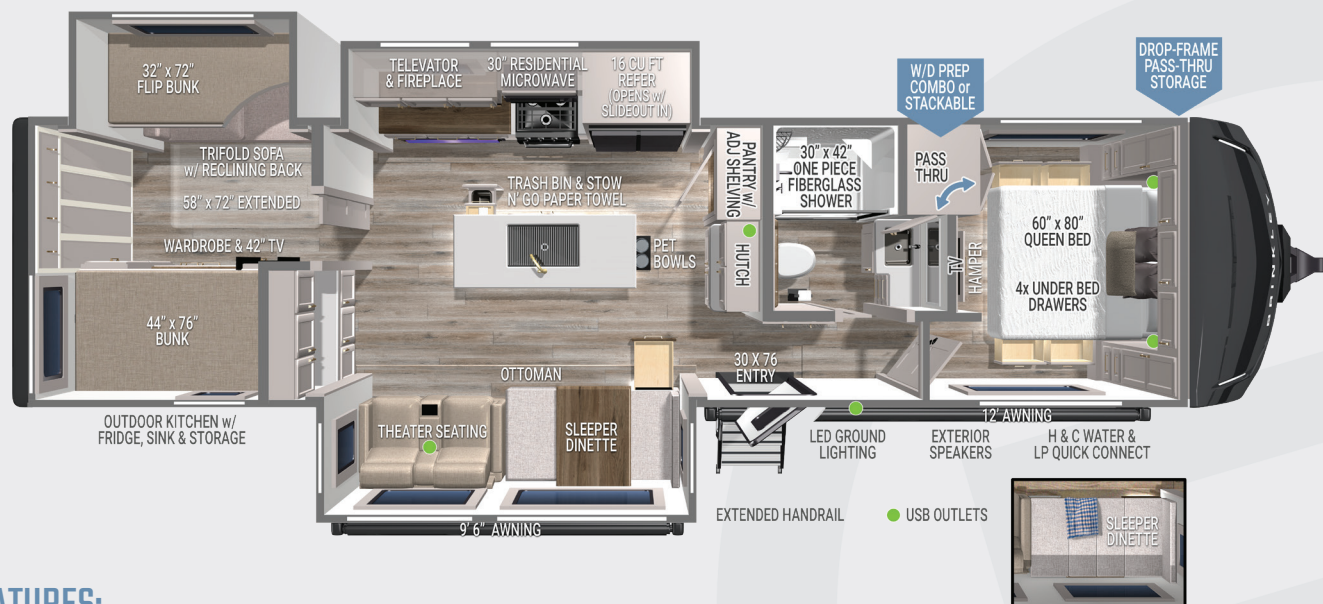 32" x 72"
FLIP BUNK
TELEVATOR
& FIREPLACE
30" RESIDENTIAL
MICROWAVE
16 CU FT
REFER
(OPENS w/
SLIDEOUT IN)
W/D PREP
COMBO or
STACKABLE
DROP-FRAME
PASS-THRU
STORAGE
TRIFOLD SOFA
w/ RECLINING BACK
58" x 72" EXTENDED
TRASH BIN & STOW
N' GO PAPER TOWEL
PANTRY w/
ADJ SHELVING
30" x 42"
ONE PIECE
FIBERGLASS
SHOWER
PASS
THRU
WARDROBE & 42" TV
PET
BOWLS
HUTCH
TV
HAMPER
60" x 80"
QUEEN BED
4x UNDER BED
DRAWERS
BRINKLEY
44" x 76"
BUNK
OTTOMAN
30 X 76
ENTRY
OUTDOOR KITCHEN w/
FRIDGE, SINK & STORAGE
THEATER SEATING
SLEEPER
DINETTE
12' AWNING
LED GROUND
LIGHTING
EXTERIOR
SPEAKERS
H & C WATER &
LP QUICK CONNECT
9' 6" AWNING
EXTENDED HANDRAIL
USB OUTLETS
SLEEPER
DINETTE
ATURES: